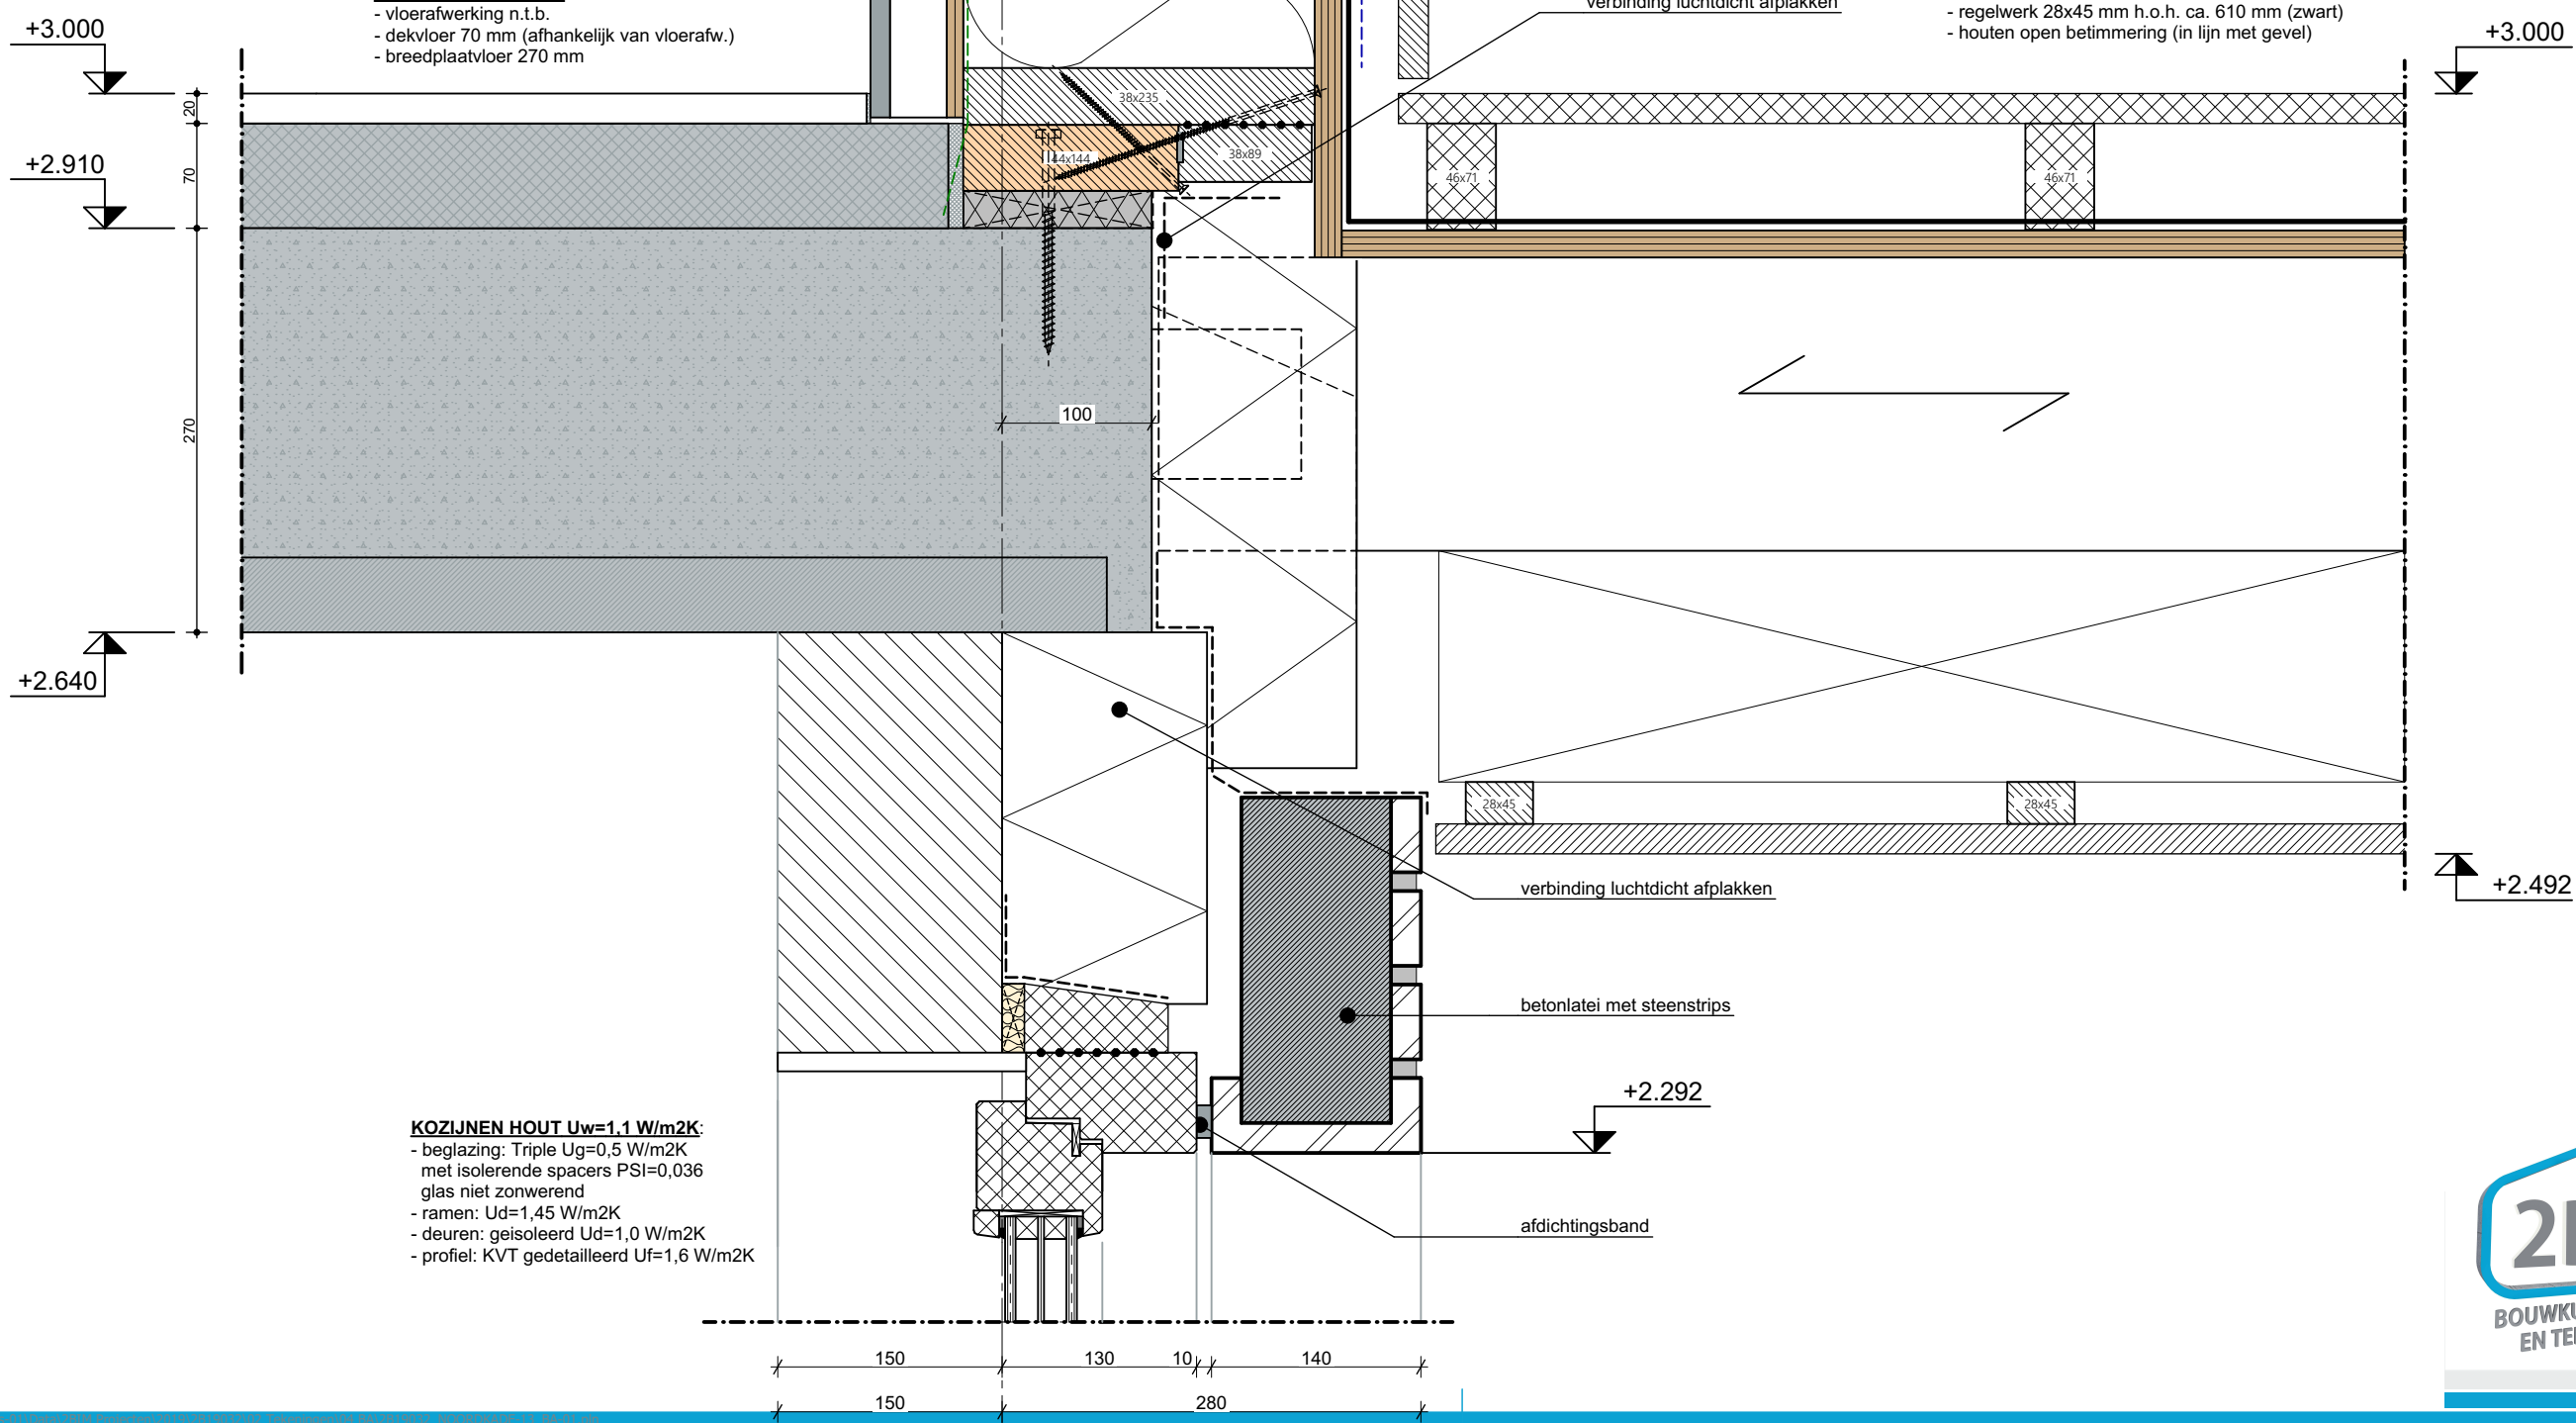 - vloerafwerking n.t.b.
- dekvloer 70 mm (afhankelijk van vloerafw.)
- breedplaatvloer 270 mm
verbinding luchtdicht afplakken
- regelwerk 28x45 mm h.o.h. ca. 610 mm (zwart)
- houten open betimmering (in lijn met gevel)
+3.000
+3.000
20
38x235
+2.910
70
44x144
38x89
46x71
46x71
270
100
+2.640
28x45
28x45
+2.492
verbinding luchtdicht afplakken
betonlatei met steenstrips
+2.292
KOZIJNEN HOUT Uw=1,1 W/m2K:
- beglazing: Triple Ug=0,5 W/m2K
met isolerende spacers PSI=0,036
glas niet zonwerend
- ramen: Ud=1,45 W/m2K
- deuren: geisoleerd Ud=1,0 W/m2K
- profiel: KVT gedetailleerd Uf=1,6 W/m2K
afdichtingsband
150 130 10 140
150 280
EN